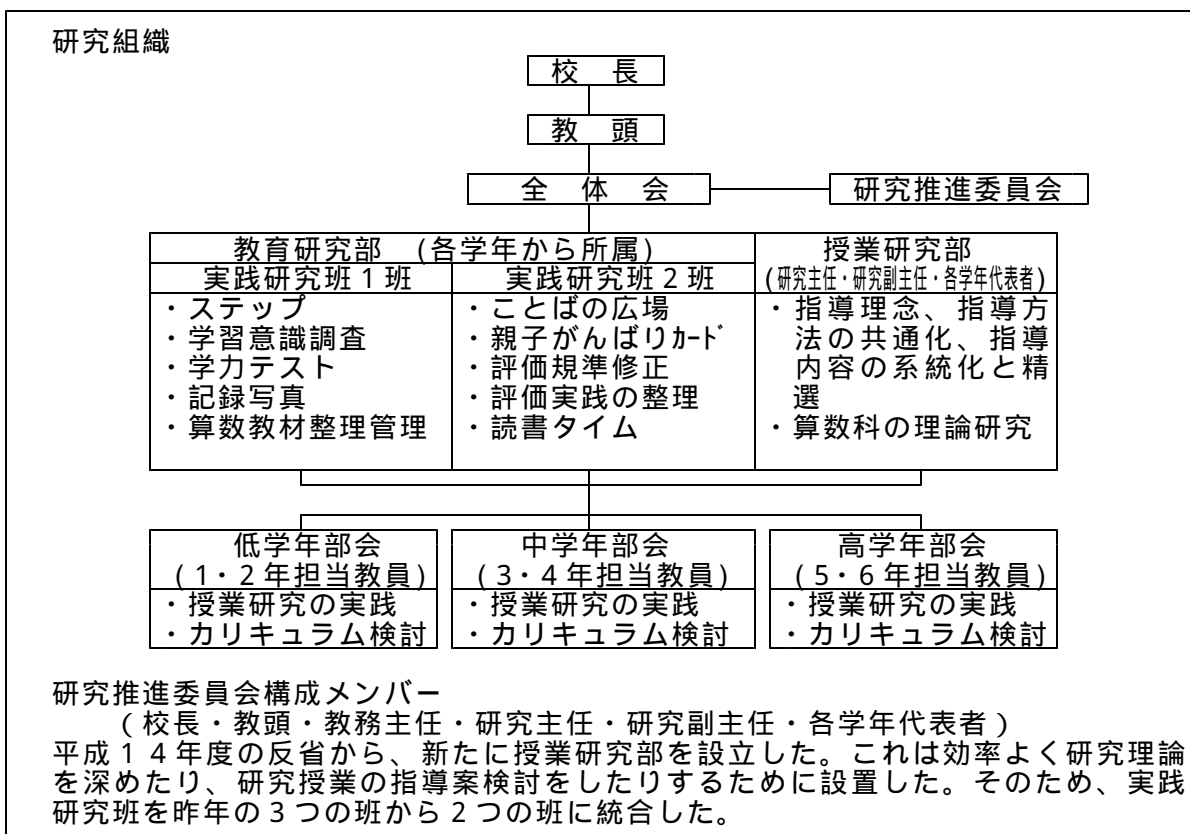 研究組織
校　長
教　頭
全　体　会
研究推進委員会
教育研究部　(各学年から所属)
実践研究班１班
・ステップ
・学習意識調査
・学力テスト
・記録写真
・算数教材整理管理
実践研究班２班
・ことばの広場
・親子がんばりｶｰﾄﾞ
・評価規準修正
・評価実践の整理
・読書タイム
授業研究部
(研究主任・研究副主任・各学年代表者)
・指導理念、指導方
法の共通化、指導
内容の系統化と精
選
・算数科の理論研究
低学年部会
(１・２年担当教員)
・授業研究の実践
・カリキュラム検討
中学年部会
(３・４年担当教員)
・授業研究の実践
・カリキュラム検討
高学年部会
(５・６年担当教員)
・授業研究の実践
・カリキュラム検討
研究推進委員会構成メンバー
（校長・教頭・教務主任・研究主任・研究副主任・各学年代表者）
平成１４年度の反省から、新たに授業研究部を設立した。これは効率よく研究理論
を深めたり、研究授業の指導案検討をしたりするために設置した。そのため、実践
研究班を昨年の３つの班から２つの班に統合した。